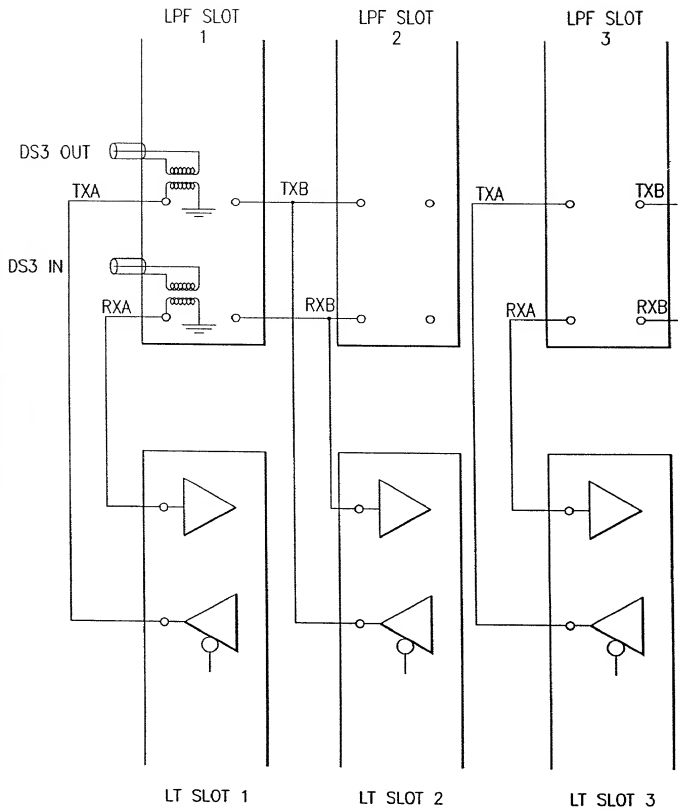 LPF SLOT
1
LPF SLOT
2
LPF SLOT
3
DS3 OUT
TXA
TXB
TXA
TXB
DS3 IN
RXA
RXB
RXA
RXB
LT SLOT 1
LT SLOT 2
LT SLOT 3